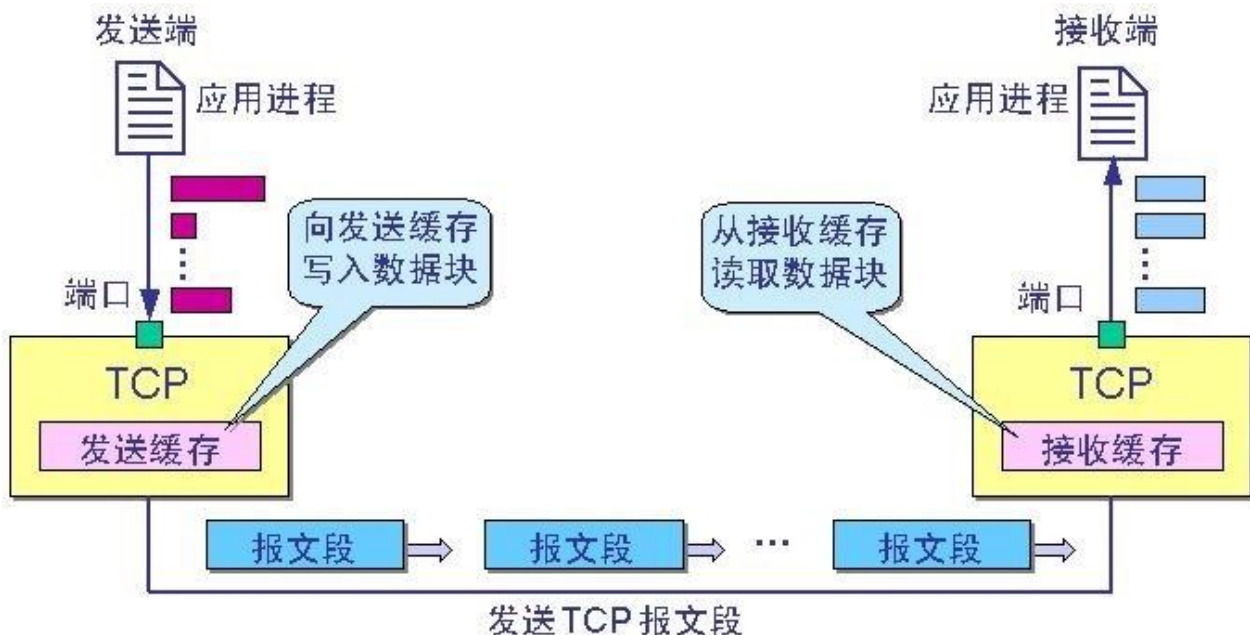 发送端
接收端
应用进程
应用进程
向发送缓存
写入数据块
从接收缓存
读取数据块
端口
端口
TCP
TCP
发送缓存
接收缓存
报文段
报文段
…
报文段
发送TCP报文段